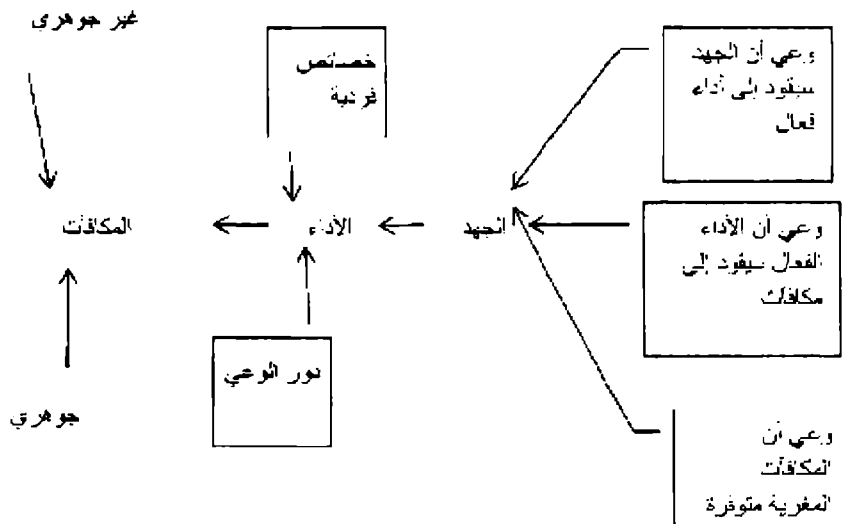 غير جوهري
خصائص
فردية
وعي أن الجهد
سيقود إلى أداء
فعال
المكافآت
الأداء
الجهد
وعي أن الأداء
الفعال سيقود إلى
مكافآت
دور الوعي
جوهري
وعي أن
المكافآت
المغرية متوفرة